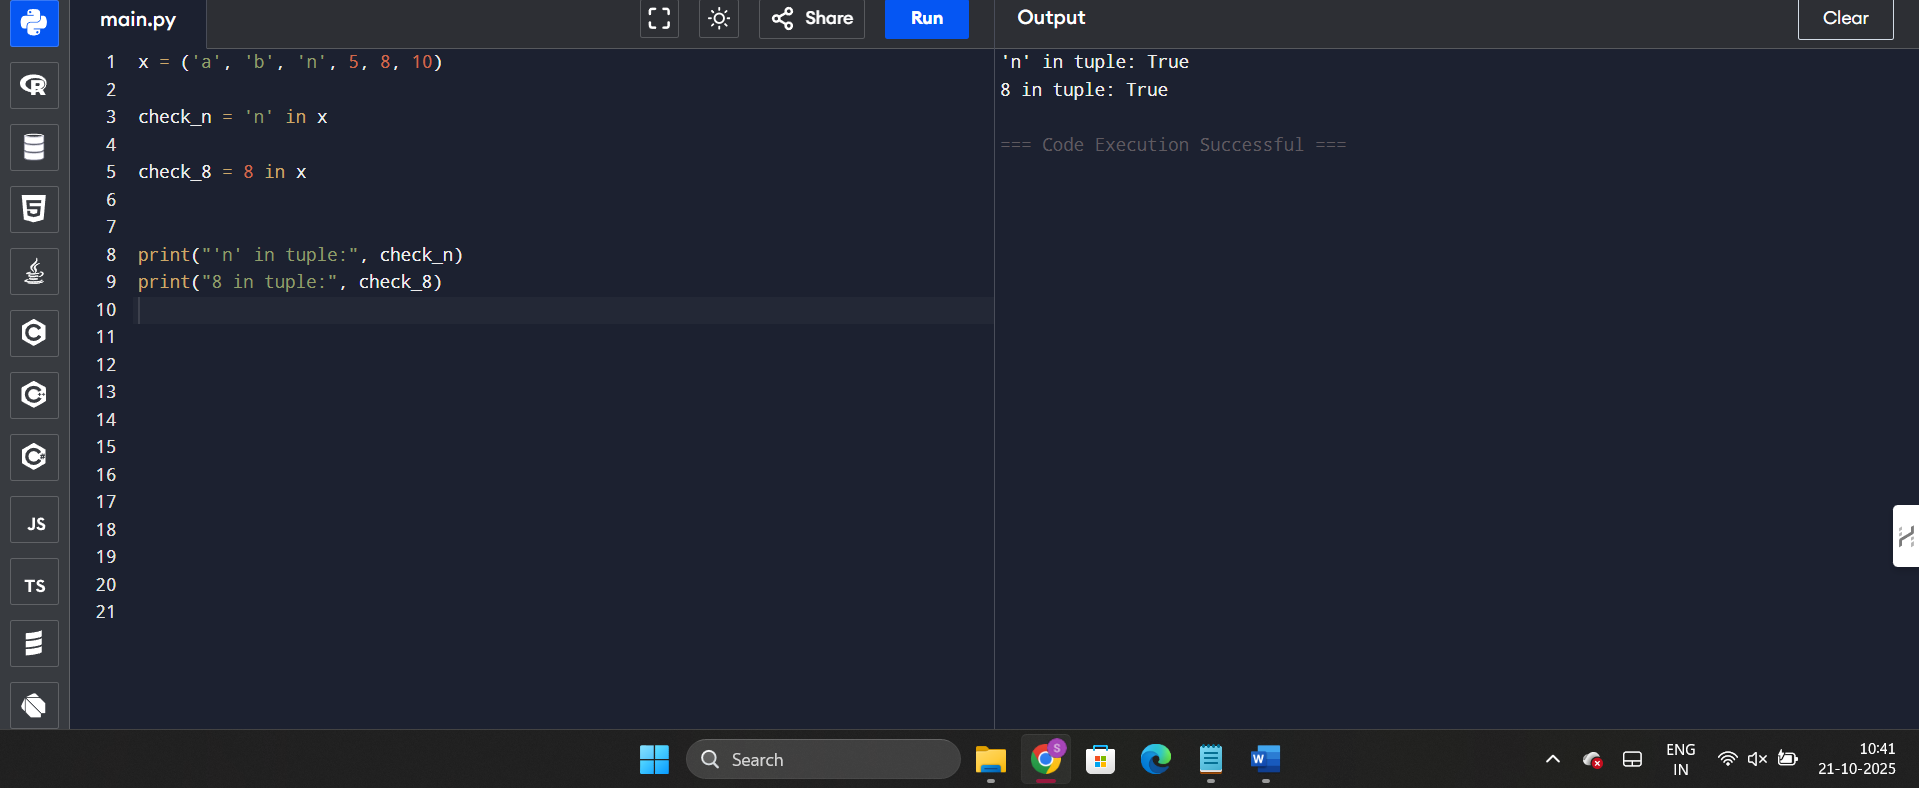 main.py
Share
Run
Output
Clear
1 x = ('a', 'b', 'n', 5, 8, 10)
2
3 check_n = 'n' in x
4
5 check_8 = 8 in x
6
7
8 print("'n' in tuple:", check_n)
9 print("8 in tuple:", check_8)
10
11
12
13
14
15
16
17
18
19
20
21
'n' in tuple: True
8 in tuple: True
=== Code Execution Successful ===
R
5
C
C
C
JS
TS
Search
S
W
ENG
IN
10:41
21-10-2025